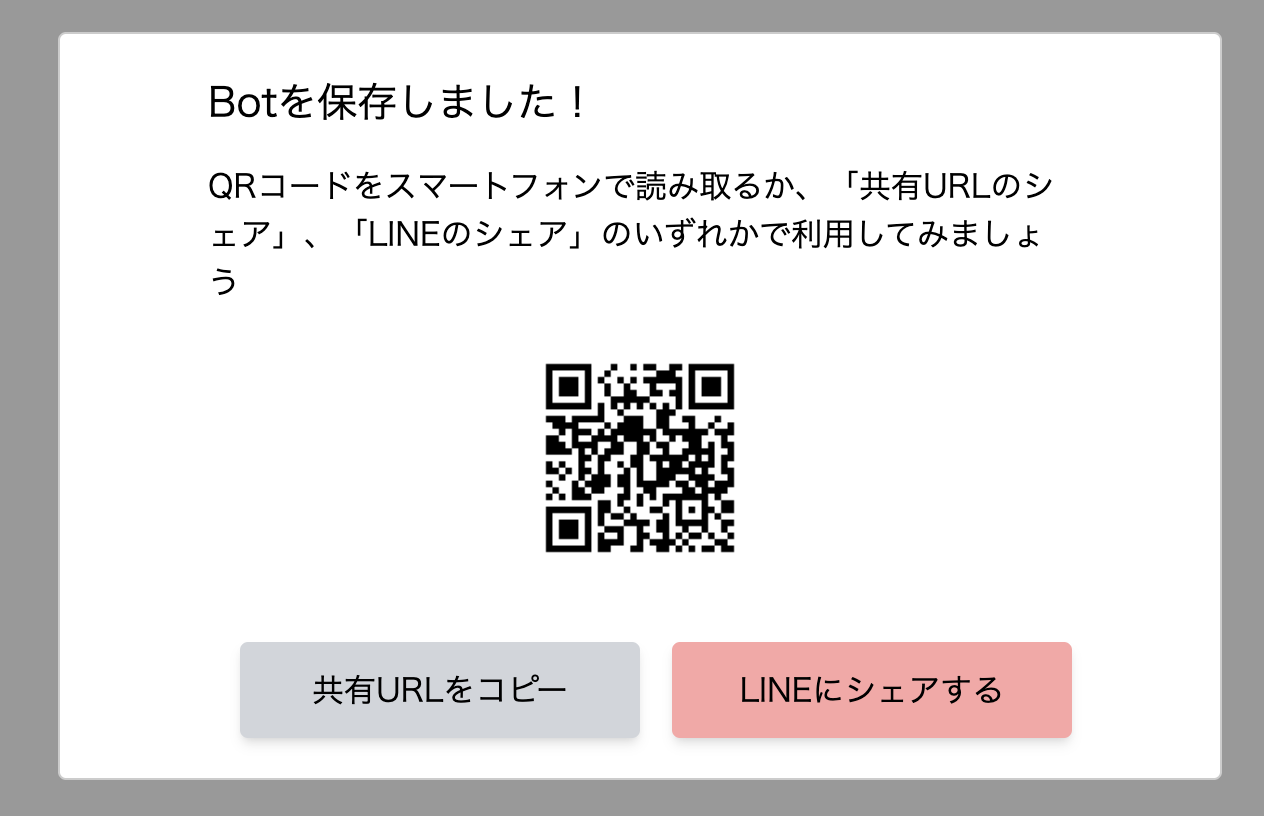 Botを保存しました！
QRコードをスマートフォンで読み取るか、「共有URLのシ
ェア」、「LINEのシェア」のいずれかで利用してみましょ
う
共有URLをコピー
LINEにシェアする